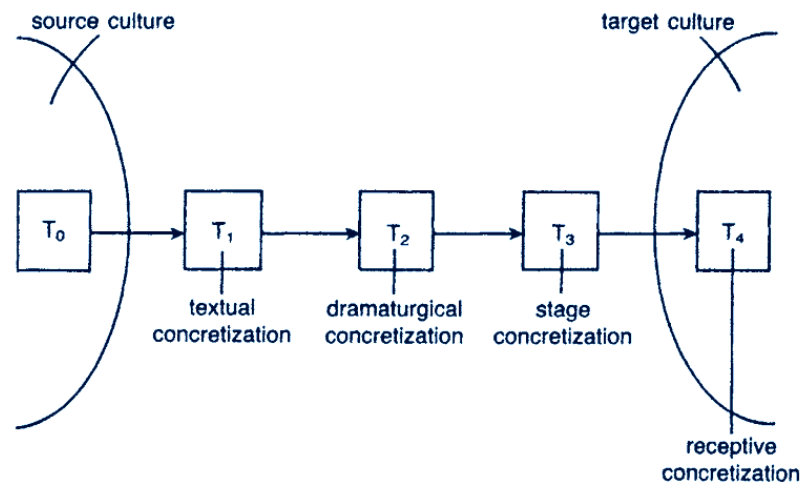 source culture
target culture
T₀
T₁
T₂
T₃
T₄
textual
concretization
dramaturgical
concretization
stage
concretization
receptive
concretization